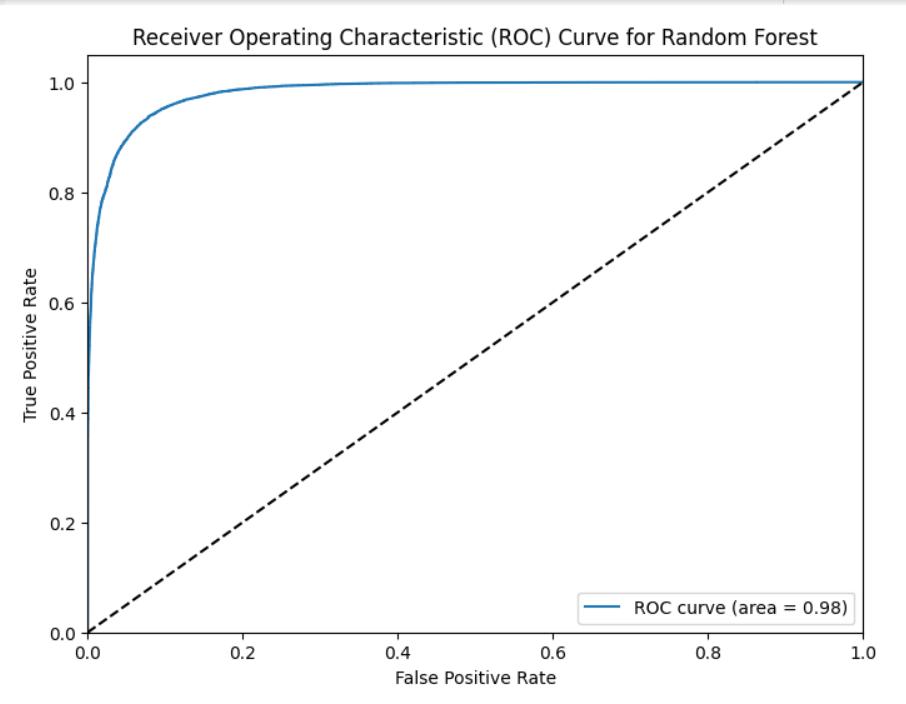 Receiver Operating Characteristic (ROC) Curve for Random Forest
1.0
0.8
0.6
0.4
0.2
0.0
True Positive Rate
ROC curve (area = 0.98)
0.0 0.2 0.4 0.6 0.8 1.0
False Positive Rate